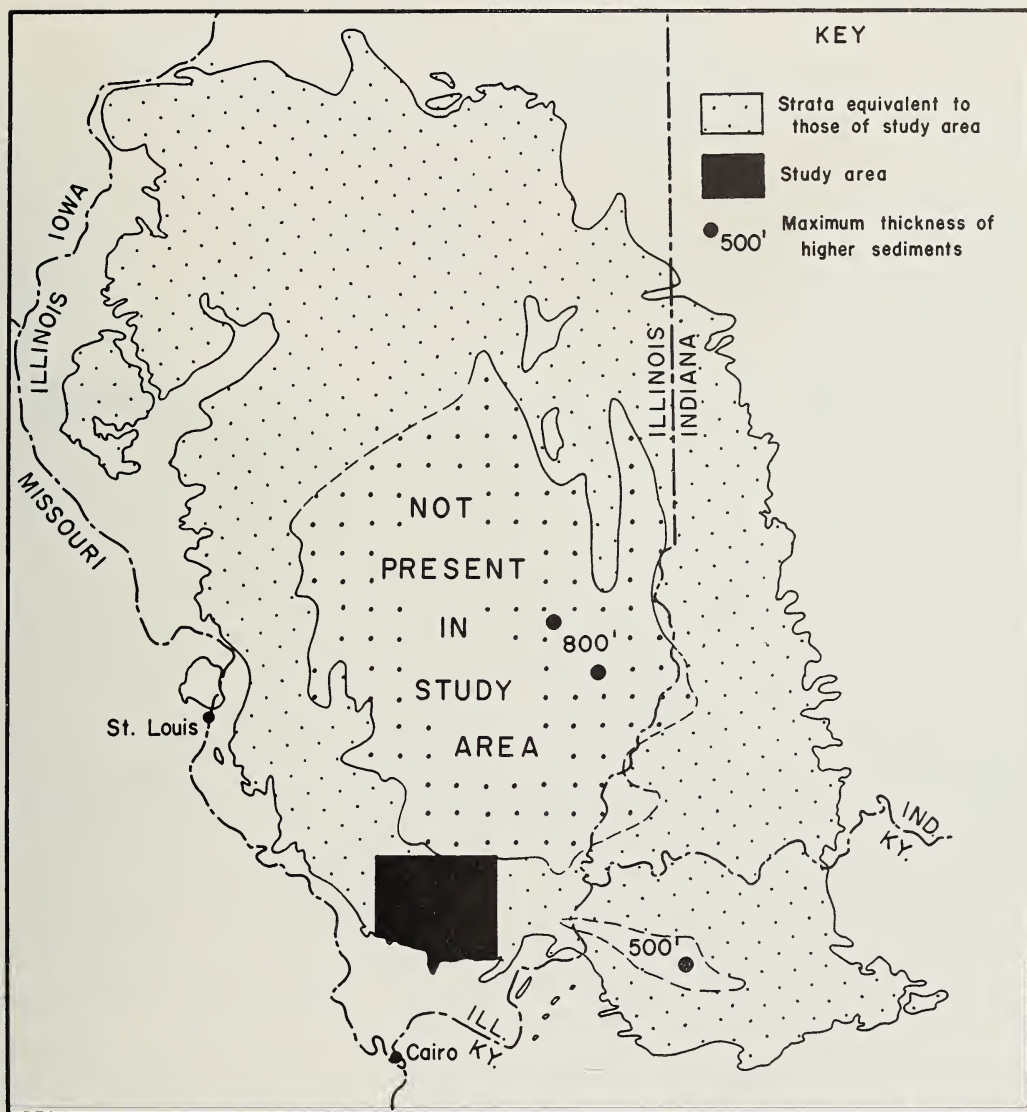 KEY
Strata equivalent to
those of study area
Study area
500'
Maximum thickness of
higher sediments
IOWA
ILLINOIS
MISSOURI
ILLINOIS
INDIANA
NOT
PRESENT
IN
STUDY
AREA
800'
St. Louis
IND.
KY.
500'
ILL.
KY.
Cairo